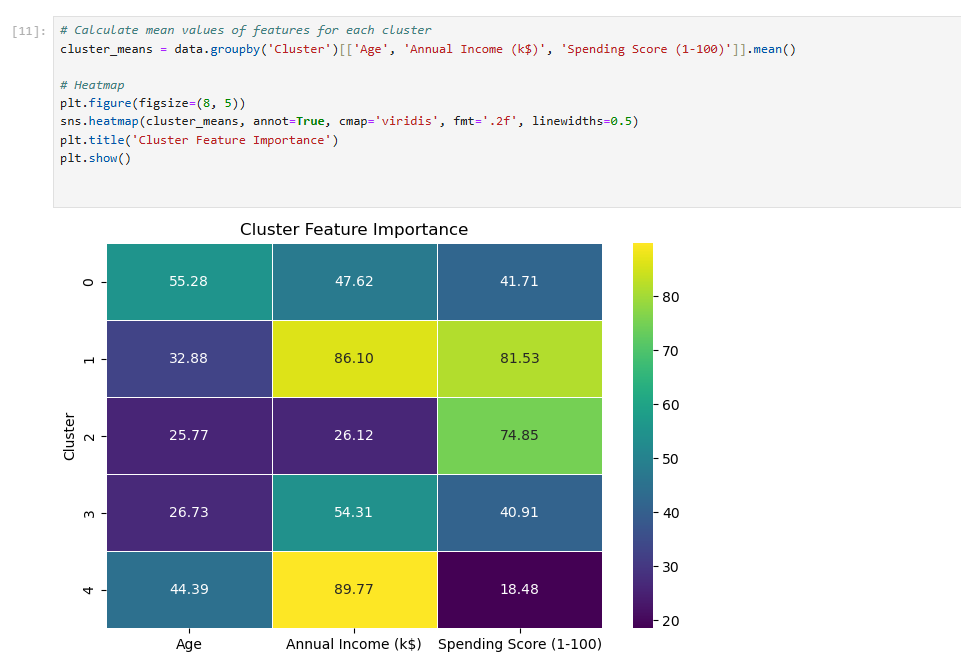 [11]:
# Calculate mean values of features for each cluster
cluster_means = data.groupby('Cluster')[['Age', 'Annual Income (k$)', 'Spending Score (1-100)']].mean()
# Heatmap
plt.figure(figsize=(8, 5))
sns.heatmap(cluster_means, annot=True, cmap='viridis', fmt='.2f', linewidths=0.5)
plt.title('Cluster Feature Importance')
plt.show()
Cluster Feature Importance
Cluster
0 55.28 47.62 41.71
1 32.88 86.10 81.53
2 25.77 26.12 74.85
3 26.73 54.31 40.91
4 44.39 89.77 18.48
Age Annual Income (k$) Spending Score (1-100)
80
70
60
50
40
30
20